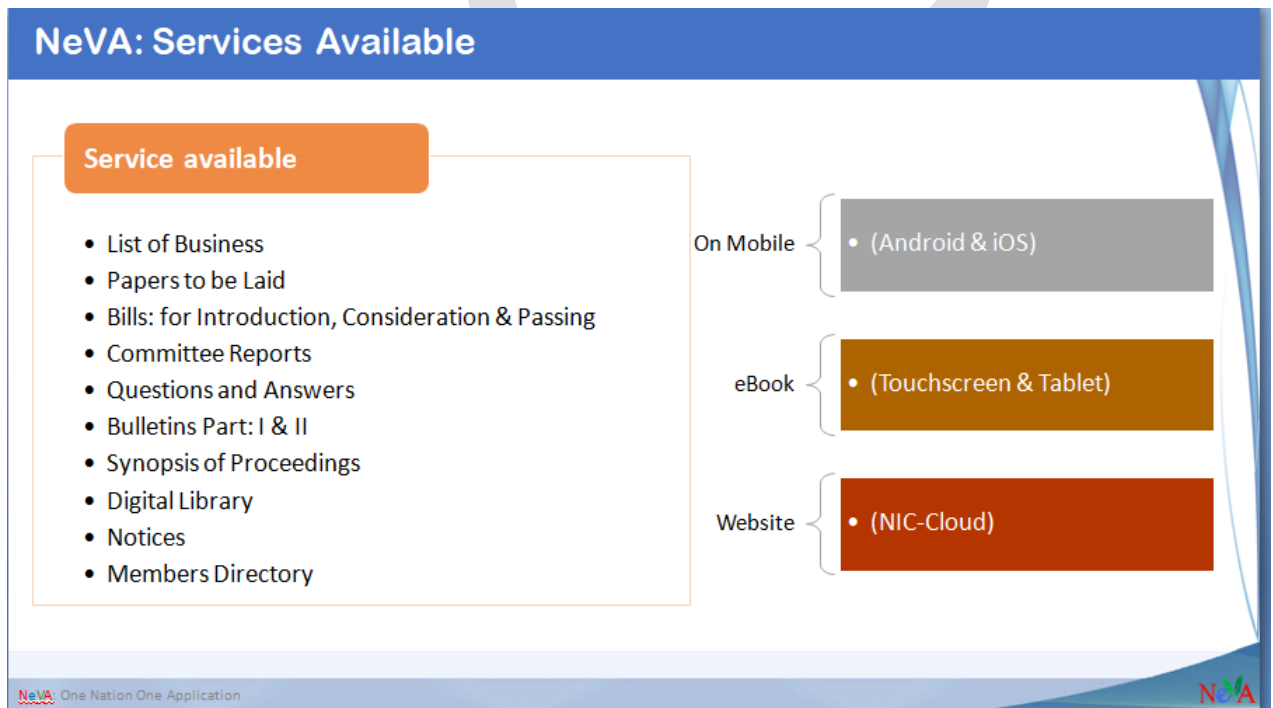 NeVA: Services Available
Service available
• List of Business
• Papers to be Laid
• Bills: for Introduction, Consideration & Passing
• Committee Reports
• Questions and Answers
• Bulletins Part: I & II
• Synopsis of Proceedings
• Digital Library
• Notices
• Members Directory
On Mobile
• (Android & iOS)
eBook
• (Touchscreen & Tablet)
Website
• (NIC-Cloud)
NeVA: One Nation One Application
NeVA